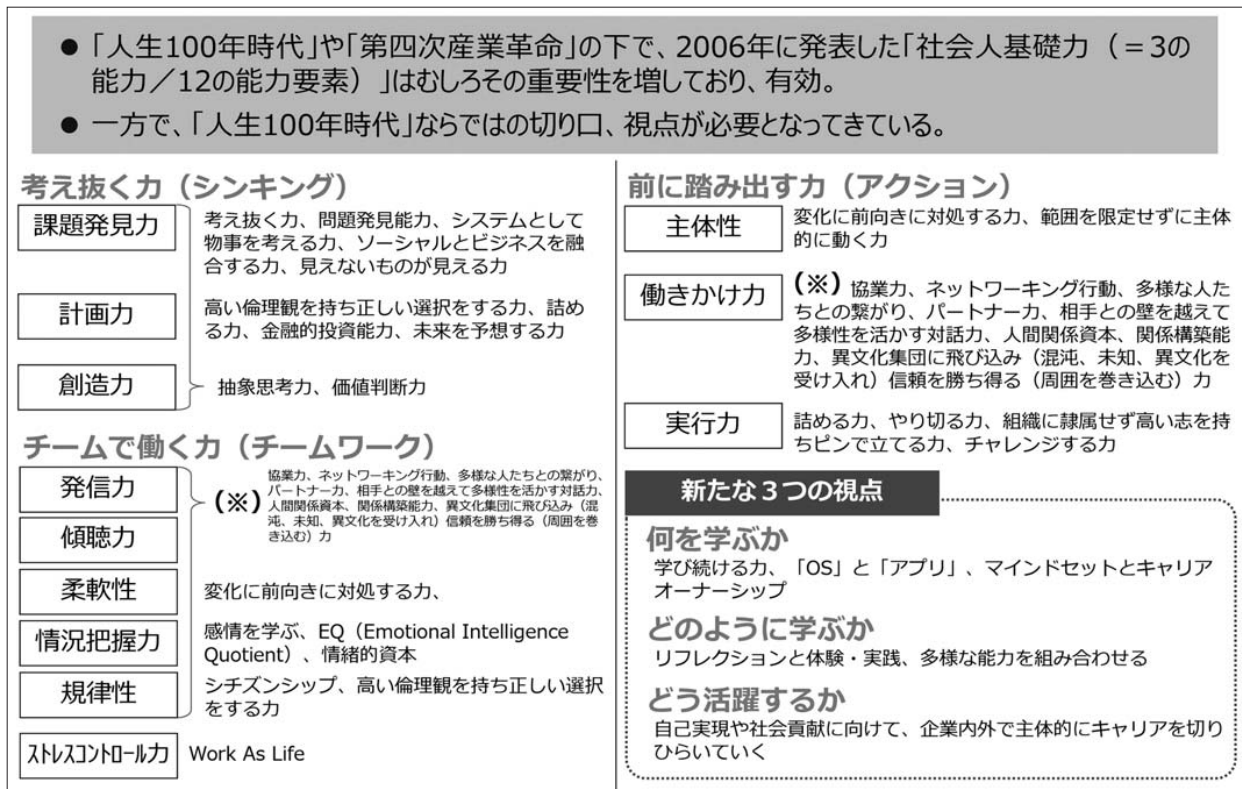 ● 「人生100年時代」や「第四次産業革命」の下で、2006年に発表した「社会人基礎力（＝3の
能力／12の能力要素）」はむしろその重要性を増しており、有効。
● 一方で、「人生100年時代」ならではの切り口、視点が必要となってきている。
考え抜く力（シンキング）
課題発見力
考え抜く力、問題発見能力、システムとして
物事を考える力、ソーシャルとビジネスを融
合する力、見えないものが見える力
計画力
高い倫理観を持ち正しい選択をする力、詰め
る力、金融的投資能力、未来を予想する力
創造力
抽象思考力、価値判断力
チームで働く力（チームワーク）
発信力
傾聴力
（※）
協業力、ネットワーキング行動、多様な人たちとの繋がり、
パートナー力、相手との壁を越えて多様性を活かす対話力、
人間関係資本、関係構築能力、異文化集団に飛び込み（混
沌、未知、異文化を受け入れ）信頼を勝ち得る（周囲を巻
き込む）力
柔軟性
変化に前向きに対処する力、
情況把握力
感情を学ぶ、EQ（Emotional Intelligence
Quotient）、情緒的資本
規律性
シチズンシップ、高い倫理観を持ち正しい選択
をする力
ｽﾄﾚｽｺﾝﾄﾛｰﾙ力
Work As Life
前に踏み出す力（アクション）
主体性
変化に前向きに対処する力、範囲を限定せずに主体
的に動く力
働きかけ力
（※）協業力、ネットワーキング行動、多様な人た
ちとの繋がり、パートナー力、相手との壁を越えて
多様性を活かす対話力、人間関係資本、関係構築能
力、異文化集団に飛び込み（混沌、未知、異文化を
受け入れ）信頼を勝ち得る（周囲を巻き込む）力
実行力
詰める力、やり切る力、組織に隷属せず高い志を持
ちピンで立てる力、チャレンジする力
新たな３つの視点
何を学ぶか
学び続ける力、「OS」と「アプリ」、マインドセットとキャリア
オーナーシップ
どのように学ぶか
リフレクションと体験・実践、多様な能力を組み合わせる
どう活躍するか
自己実現や社会貢献に向けて、企業内外で主体的にキャリアを切り
ひらいていく